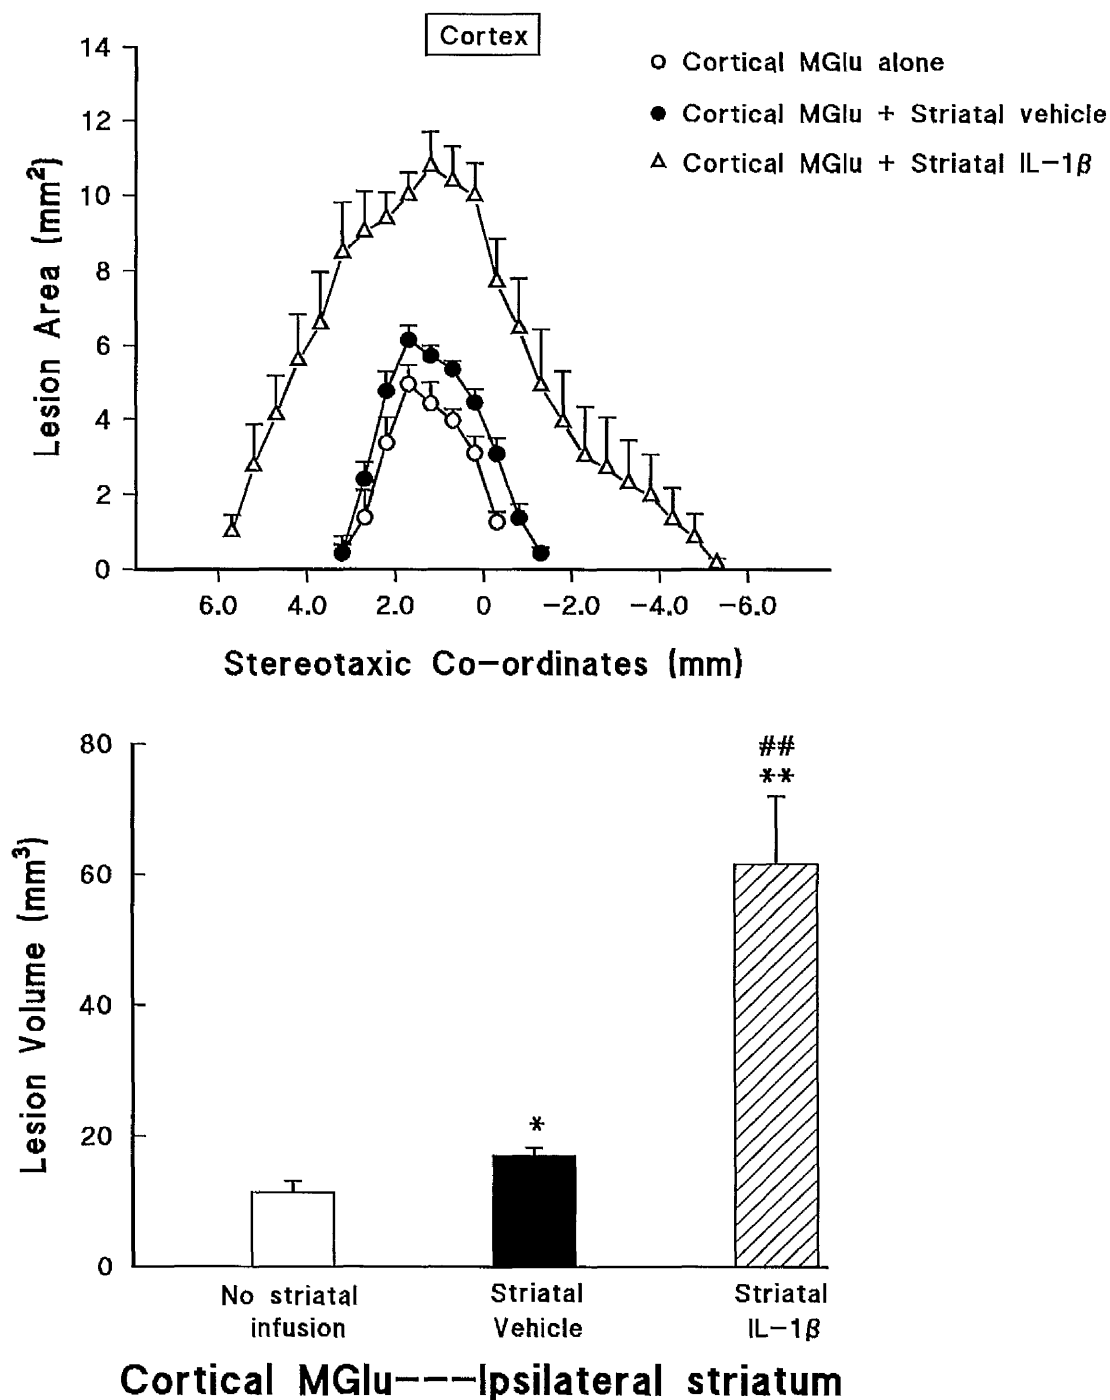 Cortex
Cortical MGlu alone
Cortical MGlu + Striatal vehicle
Cortical MGlu + Striatal IL-1β
14
12
10
8
6
4
2
0
Lesion Area (mm²)
6.0 4.0 2.0 0 -2.0 -4.0 -6.0
Stereotaxic Co-ordinates (mm)
80
60
40
20
0
Lesion Volume (mm³)
##
**
*
No striatal infusion
Striatal Vehicle
Striatal IL-1β
Cortical MGlu---Ipsilateral striatum